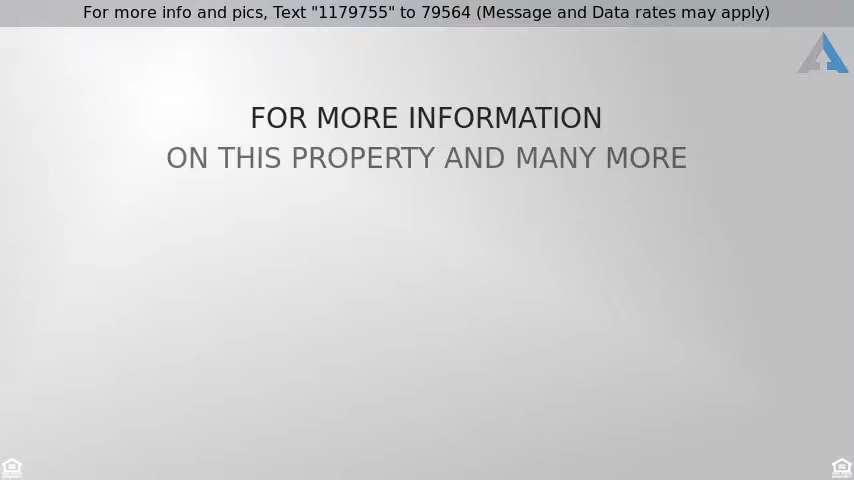 For more info and pics, Text "1179755" to 79564 (Message and Data rates may apply)
FOR MORE INFORMATION
ON THIS PROPERTY AND MANY MORE